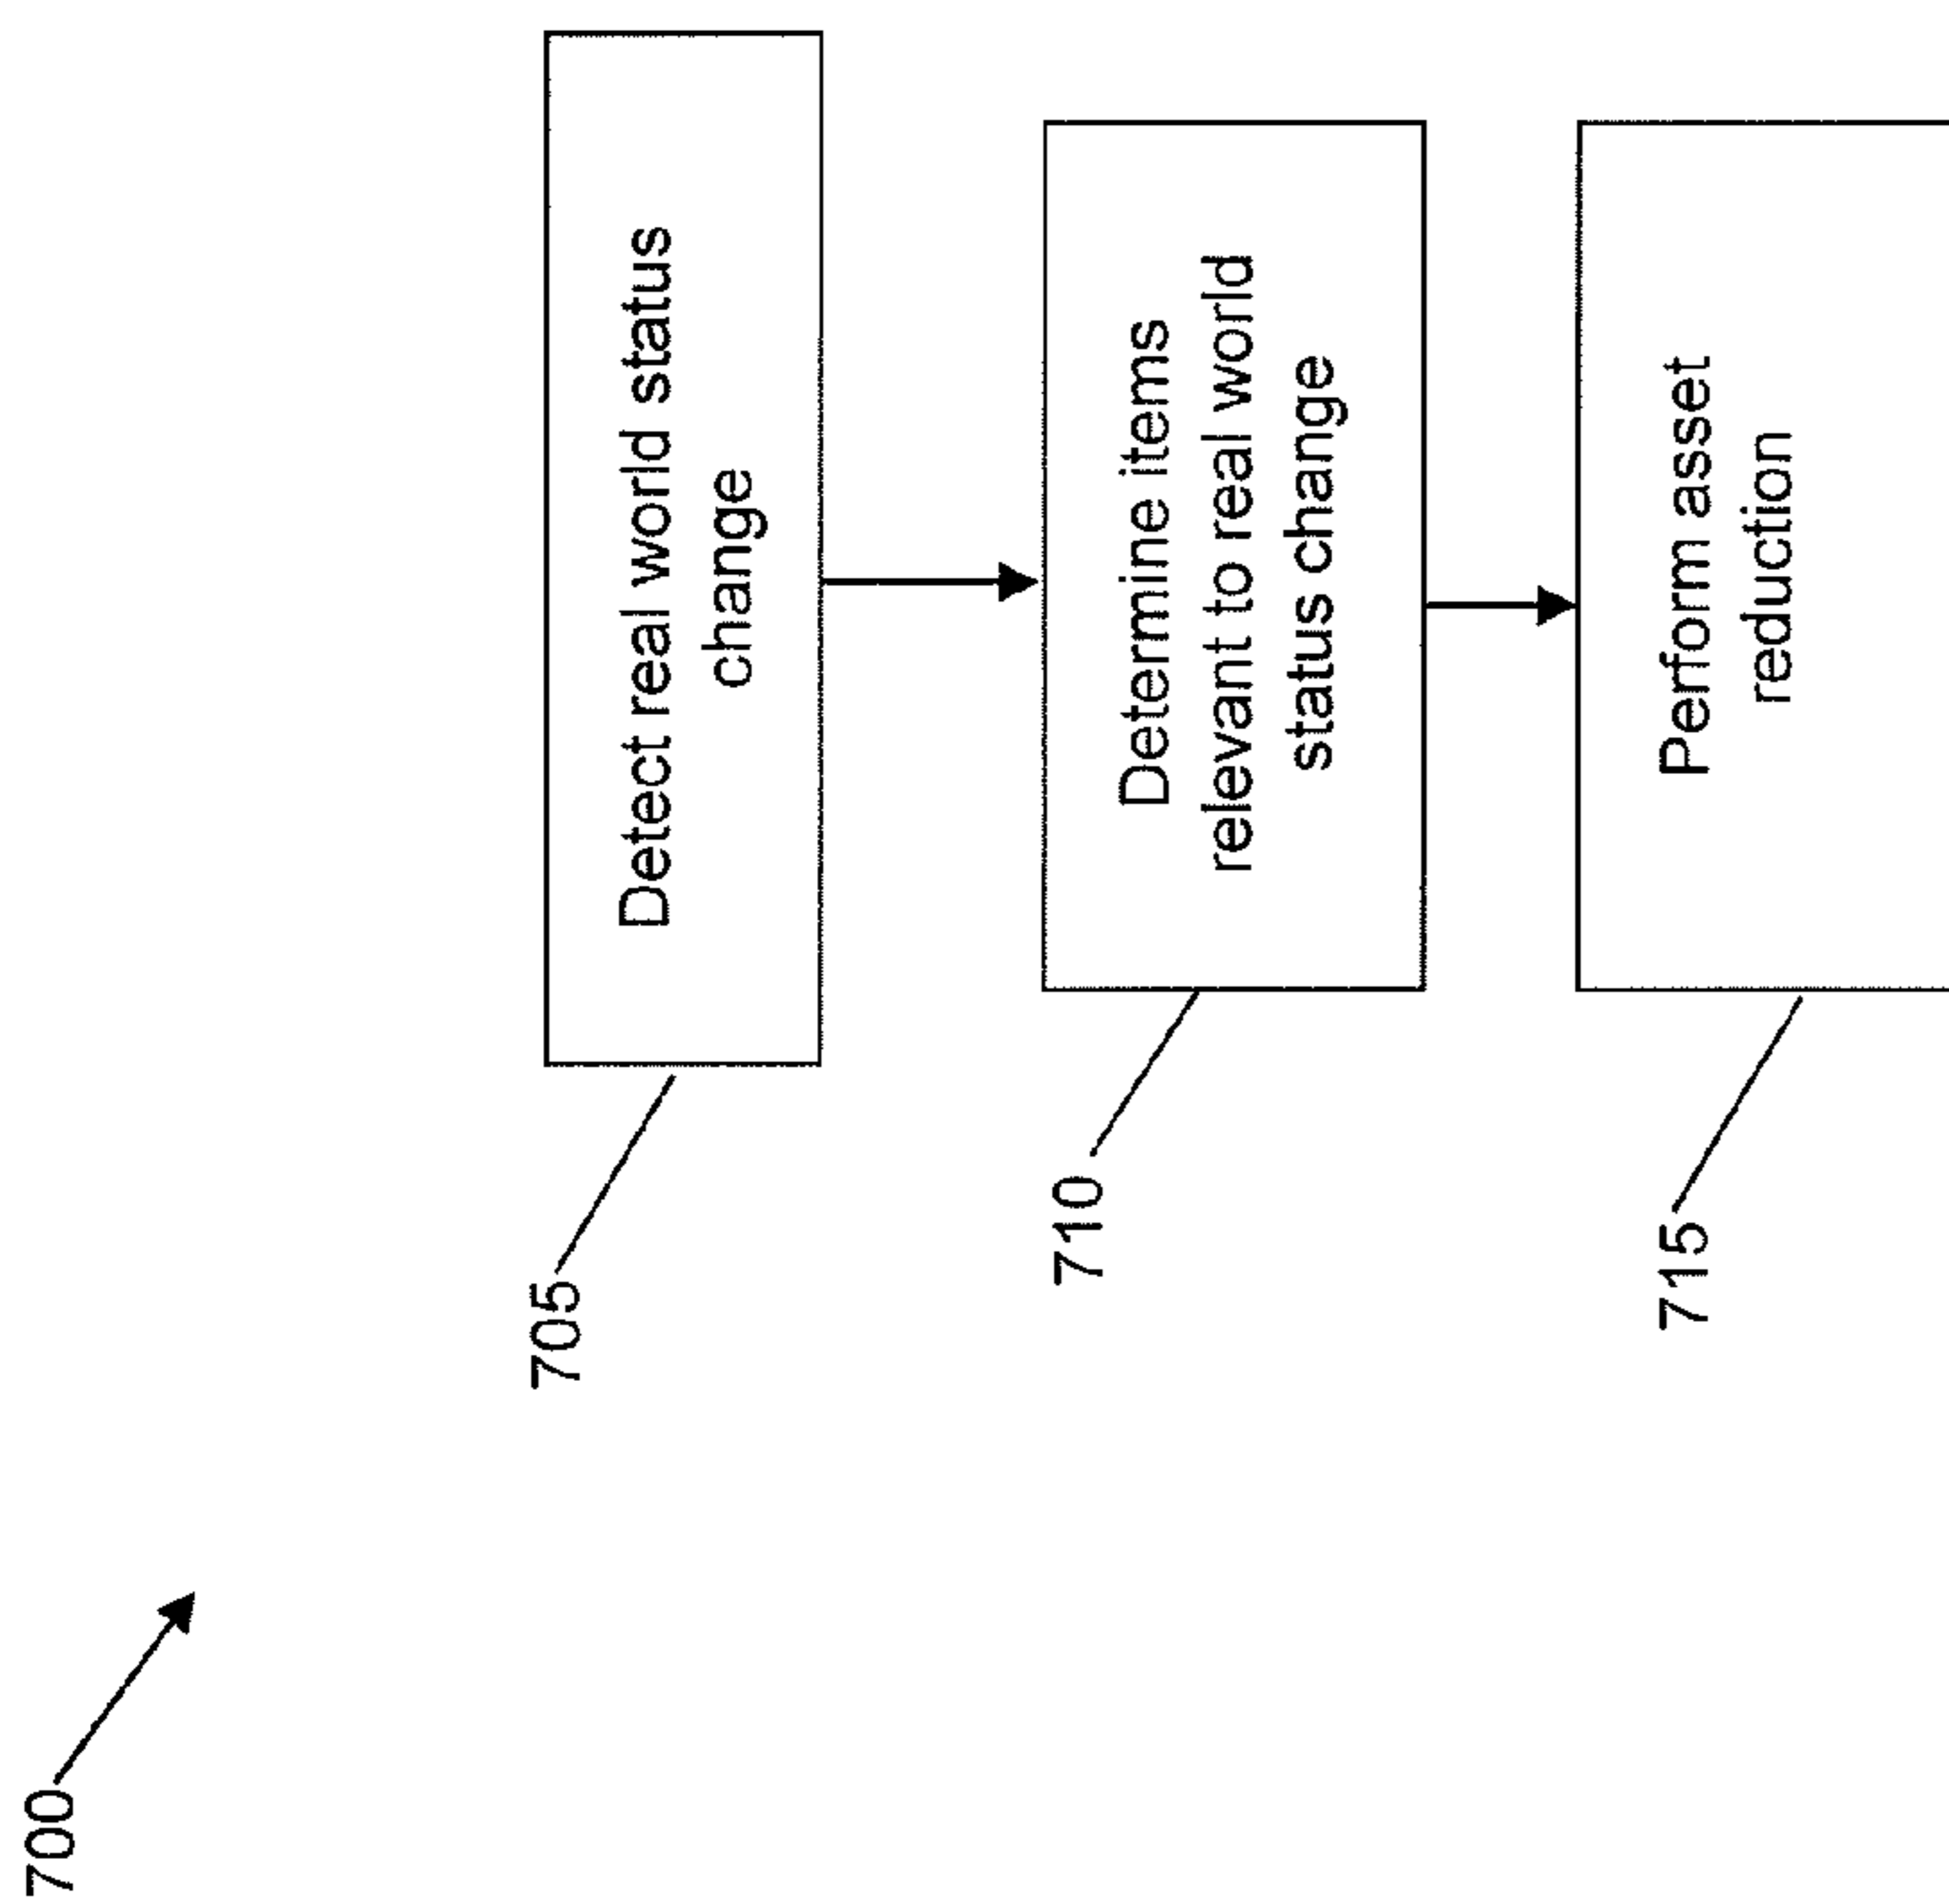 700
705
Detect real world status
change
710
Determine items
relevant to real world
status change
715
Perform asset
reduction